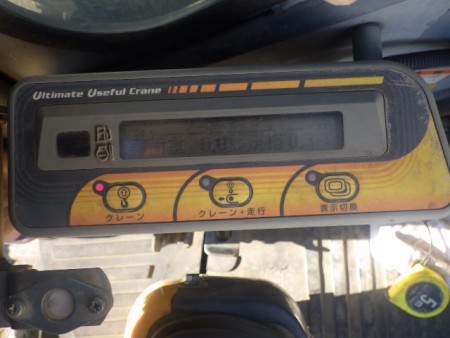 Ultimate Useful Crane
クレーン
クレーン・走行
表示切換